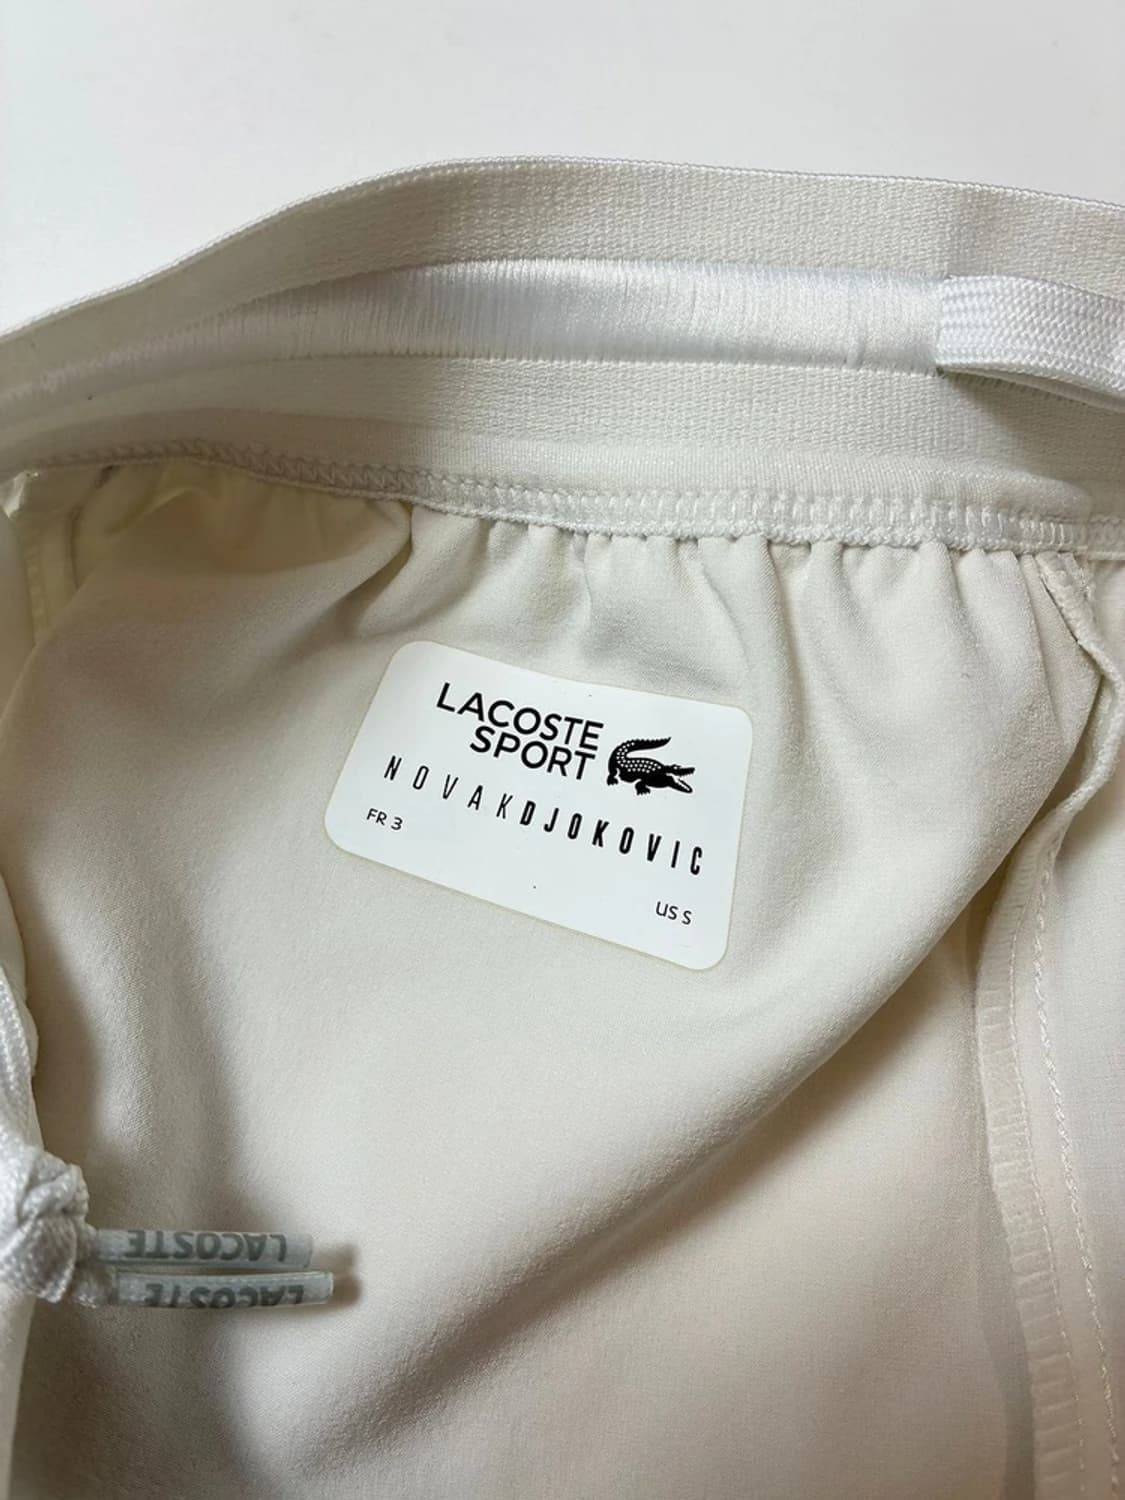 LACOSTE
SPORT
NOVAKDJOKOVIC
FR 3
US S
LACOSTE
LACOSTE